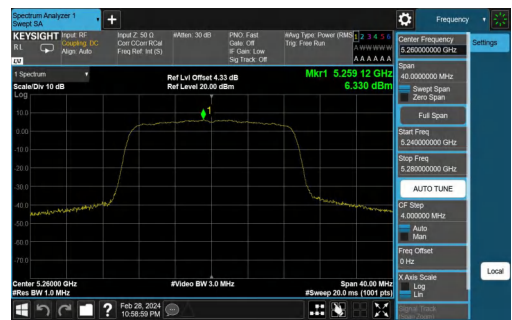 Spectrum Analyzer 1
Swept SA
Frequency
KEYSIGHT
Input: RF
Input Z: 50 Ω
#Atten: 30 dB
PNO: Fast
#Avg Type: Power (RMS)
1 2 3 4 5 6
Coupling: DC
Corr CCorr RCal
Gate: Off
Trig: Free Run
Align: Auto
Freq Ref: Int (S)
IF Gain: Low
Sig Track: Off
A W W W W W
A A A A A A
R L
LV
1 Spectrum
Ref Lvl Offset 4.33 dB
Mkr1 5.259 12 GHz
Scale/Div 10 dB
Ref Level 20.00 dBm
6.330 dBm
Log
1
10.0
0.00
-10.0
-20.0
-30.0
-40.0
-50.0
-60.0
-70.0
Center 5.26000 GHz
#Video BW 3.0 MHz
Span 40.00 MHz
#Res BW 1.0 MHz
#Sweep 20.0 ms (1001 pts)
Feb 28, 2024
10:58:59 PM
Center Frequency
5.260000000 GHz
Settings
Span
40.0000000 MHz
Swept Span
Zero Span
Full Span
Start Freq
5.240000000 GHz
Stop Freq
5.280000000 GHz
AUTO TUNE
CF Step
4.000000 MHz
Auto
Man
Freq Offset
0 Hz
X Axis Scale
Log
Lin
Local
Signal Track